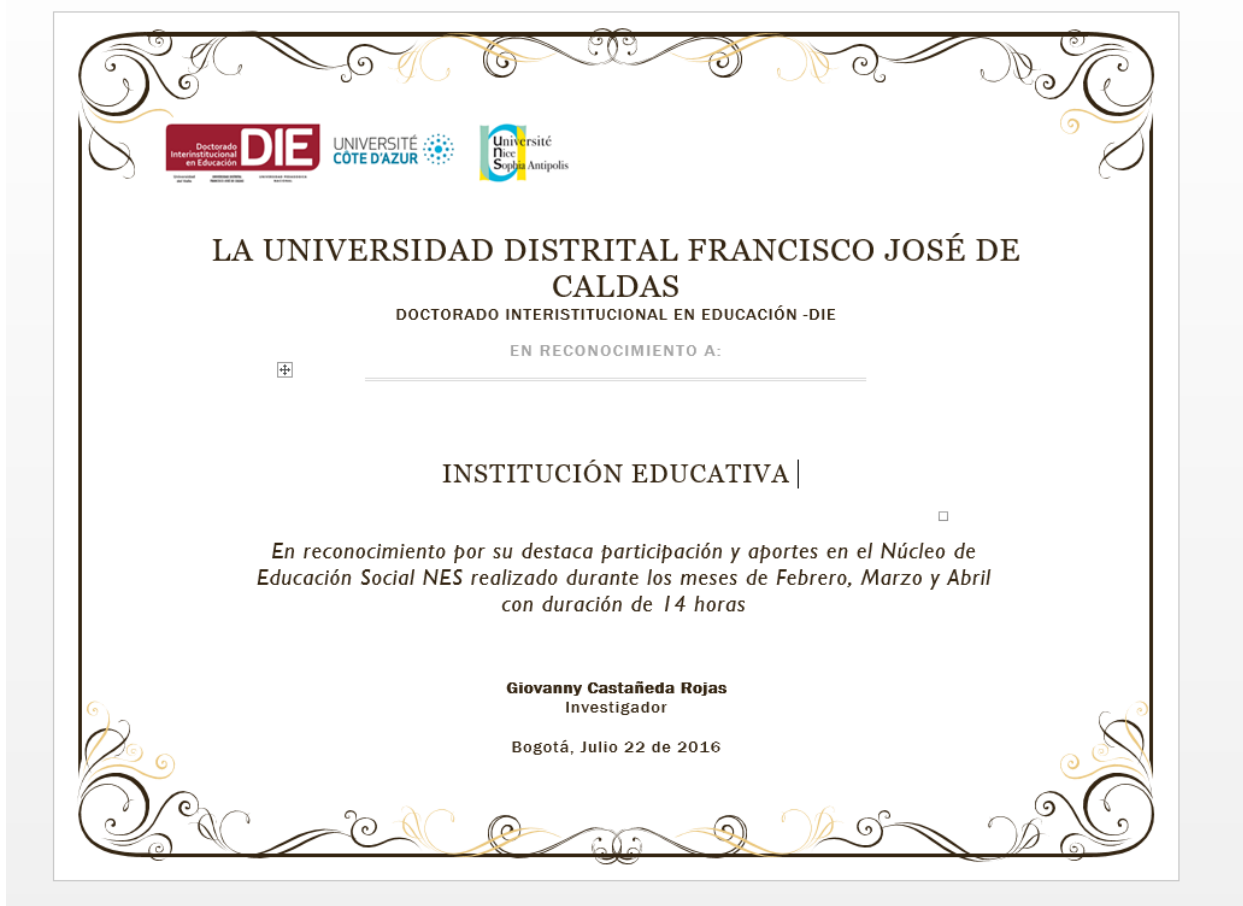 Doctorado
Interinstitucional
en Educación
DIE
UNIVERSITÉ
CÔTE D'AZUR
Université
Nice
Sophia Antipolis
LA UNIVERSIDAD DISTRITAL FRANCISCO JOSÉ DE
CALDAS
DOCTORADO INTERISTITUCIONAL EN EDUCACIÓN -DIE
EN RECONOCIMIENTO A:
INSTITUCIÓN EDUCATIVA
En reconocimiento por su destaca participación y aportes en el Núcleo de
Educación Social NES realizado durante los meses de Febrero, Marzo y Abril
con duración de 14 horas
Giovanny Castañeda Rojas
Investigador
Bogotá, Julio 22 de 2016